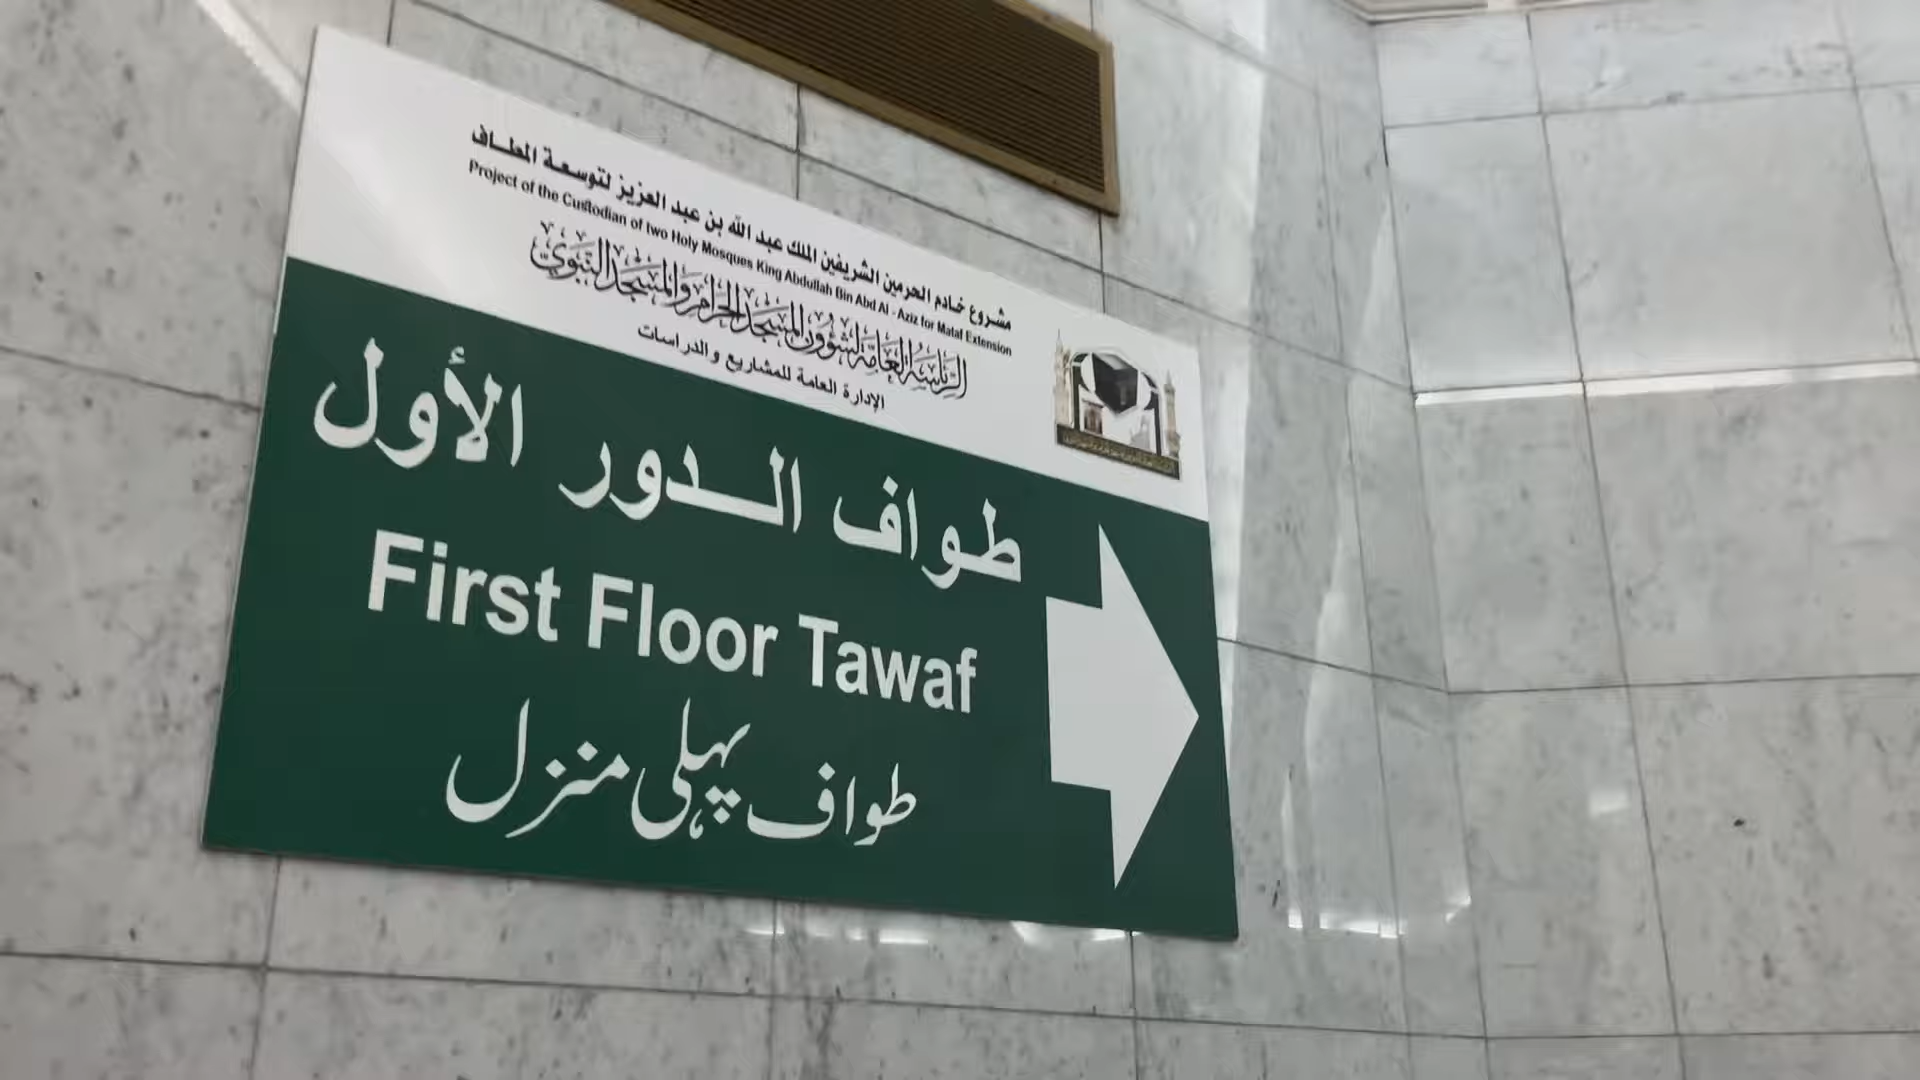 مشروع خادم الحرمين الشريفين الملك عبد الله بن عبد العزيز لتوسعة المطاف
Project of the Custodian of two Holy Mosques King Abdullah Bin Abd Al - Aziz for Mataf Extension
الرئاسة العامة لشؤون المسجد الحرام والمسجد النبوي
الإدارة العامة للمشاريع والدراسات
طواف الدور الأول
First Floor Tawaf
طواف پہلی منزل